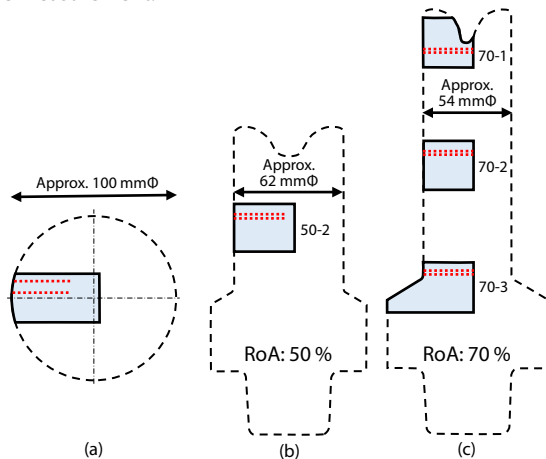 70-1
Approx.
54 mmΦ
Approx.
62 mmΦ
Approx. 100 mmΦ
70-2
50-2
70-3
RoA: 50 %
RoA: 70 %
(a)
(b)
(c)